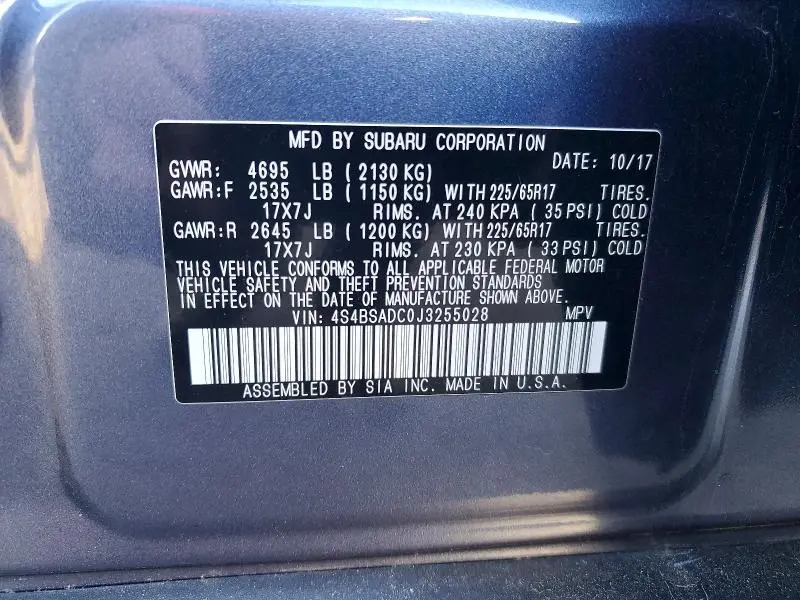 MFD BY SUBARU CORPORATION
GVWR: 4695 LB ( 2130 KG) DATE: 10/17
GAWR:F 2535 LB ( 1150 KG) WITH 225/65R17 TIRES.
17X7J RIMS. AT 240 KPA ( 35 PSI) COLD
GAWR:R 2645 LB ( 1200 KG) WITH 225/65R17 TIRES.
17X7J RIMS. AT 230 KPA ( 33 PSI) COLD
THIS VEHICLE CONFORMS TO ALL APPLICABLE FEDERAL MOTOR
VEHICLE SAFETY AND THEFT PREVENTION STANDARDS
IN EFFECT ON THE DATE OF MANUFACTURE SHOWN ABOVE.
VIN: 4S4BSADC0J3255028 MPV
ASSEMBLED BY SIA INC. MADE IN U.S.A.